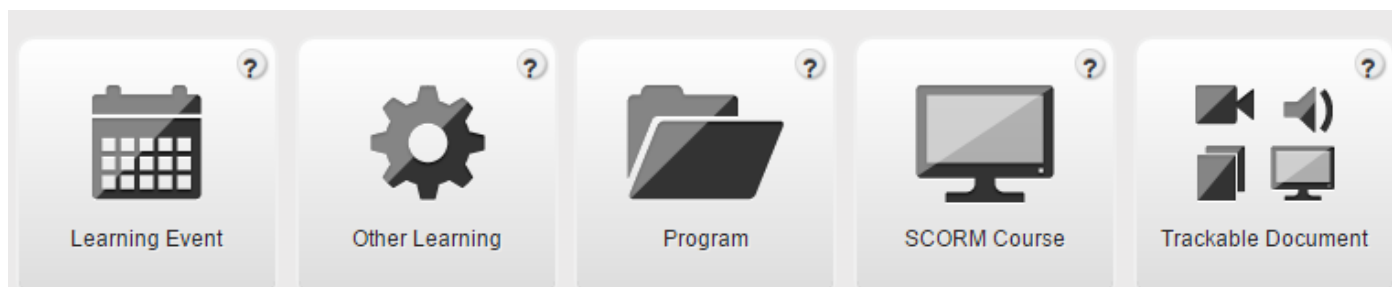 ?
?
?
?
?
Learning Event
Other Learning
Program
SCORM Course
Trackable Document